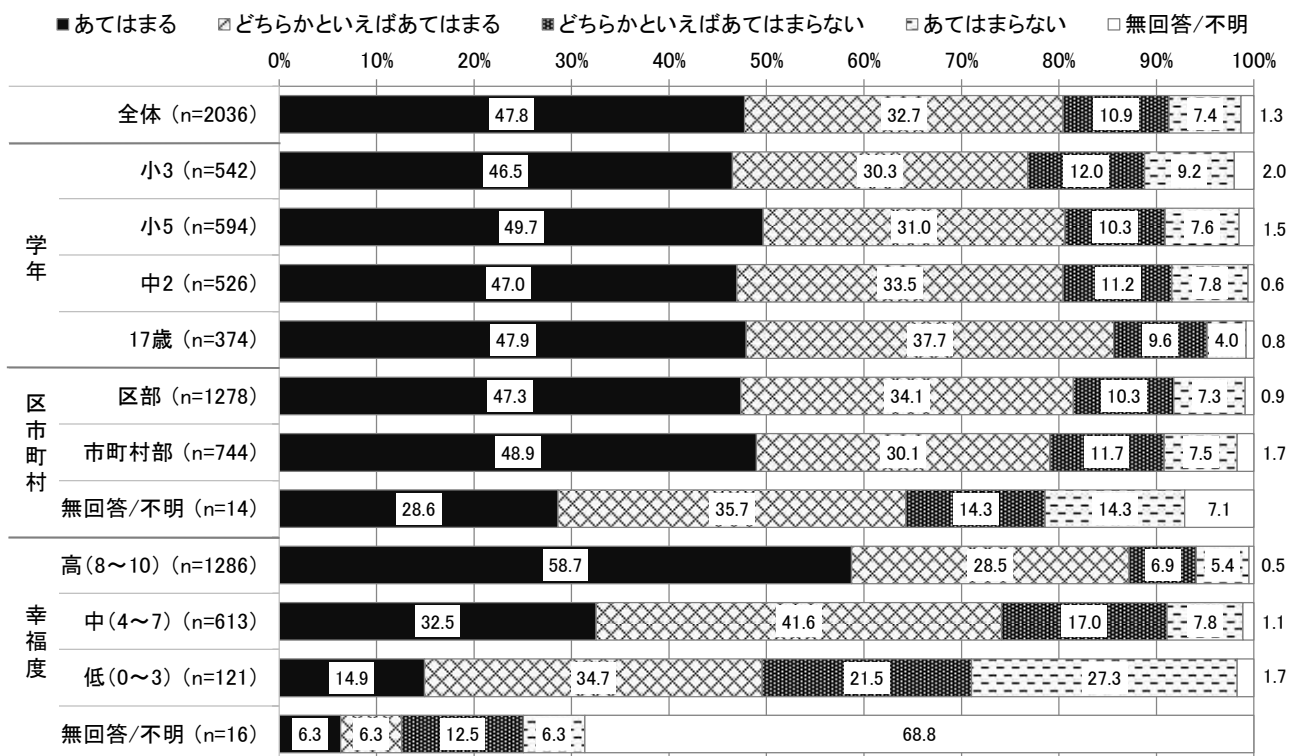 ■あてはまる ▨どちらかといえばあてはまる ▩どちらかといえばあてはまらない ⊟あてはまらない □無回答/不明
0% 10% 20% 30% 40% 50% 60% 70% 80% 90% 100%
全体 (n=2036) 47.8 32.7 10.9 7.4 1.3
学年
小3 (n=542) 46.5 30.3 12.0 9.2 2.0
小5 (n=594) 49.7 31.0 10.3 7.6 1.5
中2 (n=526) 47.0 33.5 11.2 7.8 0.6
17歳 (n=374) 47.9 37.7 9.6 4.0 0.8
区市町村
区部 (n=1278) 47.3 34.1 10.3 7.3 0.9
市町村部 (n=744) 48.9 30.1 11.7 7.5 1.7
無回答/不明 (n=14) 28.6 35.7 14.3 14.3 7.1
幸福度
高(8～10) (n=1286) 58.7 28.5 6.9 5.4 0.5
中(4～7) (n=613) 32.5 41.6 17.0 7.8 1.1
低(0～3) (n=121) 14.9 34.7 21.5 27.3 1.7
無回答/不明 (n=16) 6.3 6.3 12.5 6.3 68.8